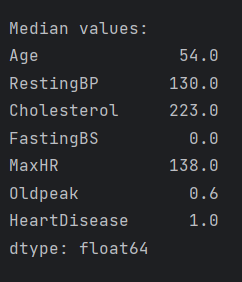 Median values:
Age 54.0
RestingBP 130.0
Cholesterol 223.0
FastingBS 0.0
MaxHR 138.0
Oldpeak 0.6
HeartDisease 1.0
dtype: float64